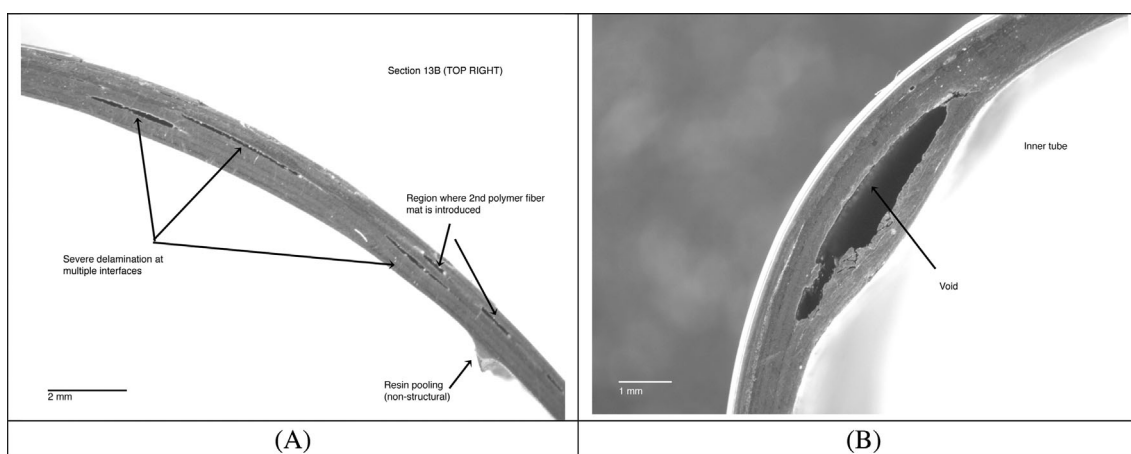 Section 13B (TOP RIGHT)
Region where 2nd polymer fiber
mat is introduced
Severe delamination at
multiple interfaces
Resin pooling
(non-structural)
2 mm
Inner tube
Void
1 mm
(A)
(B)